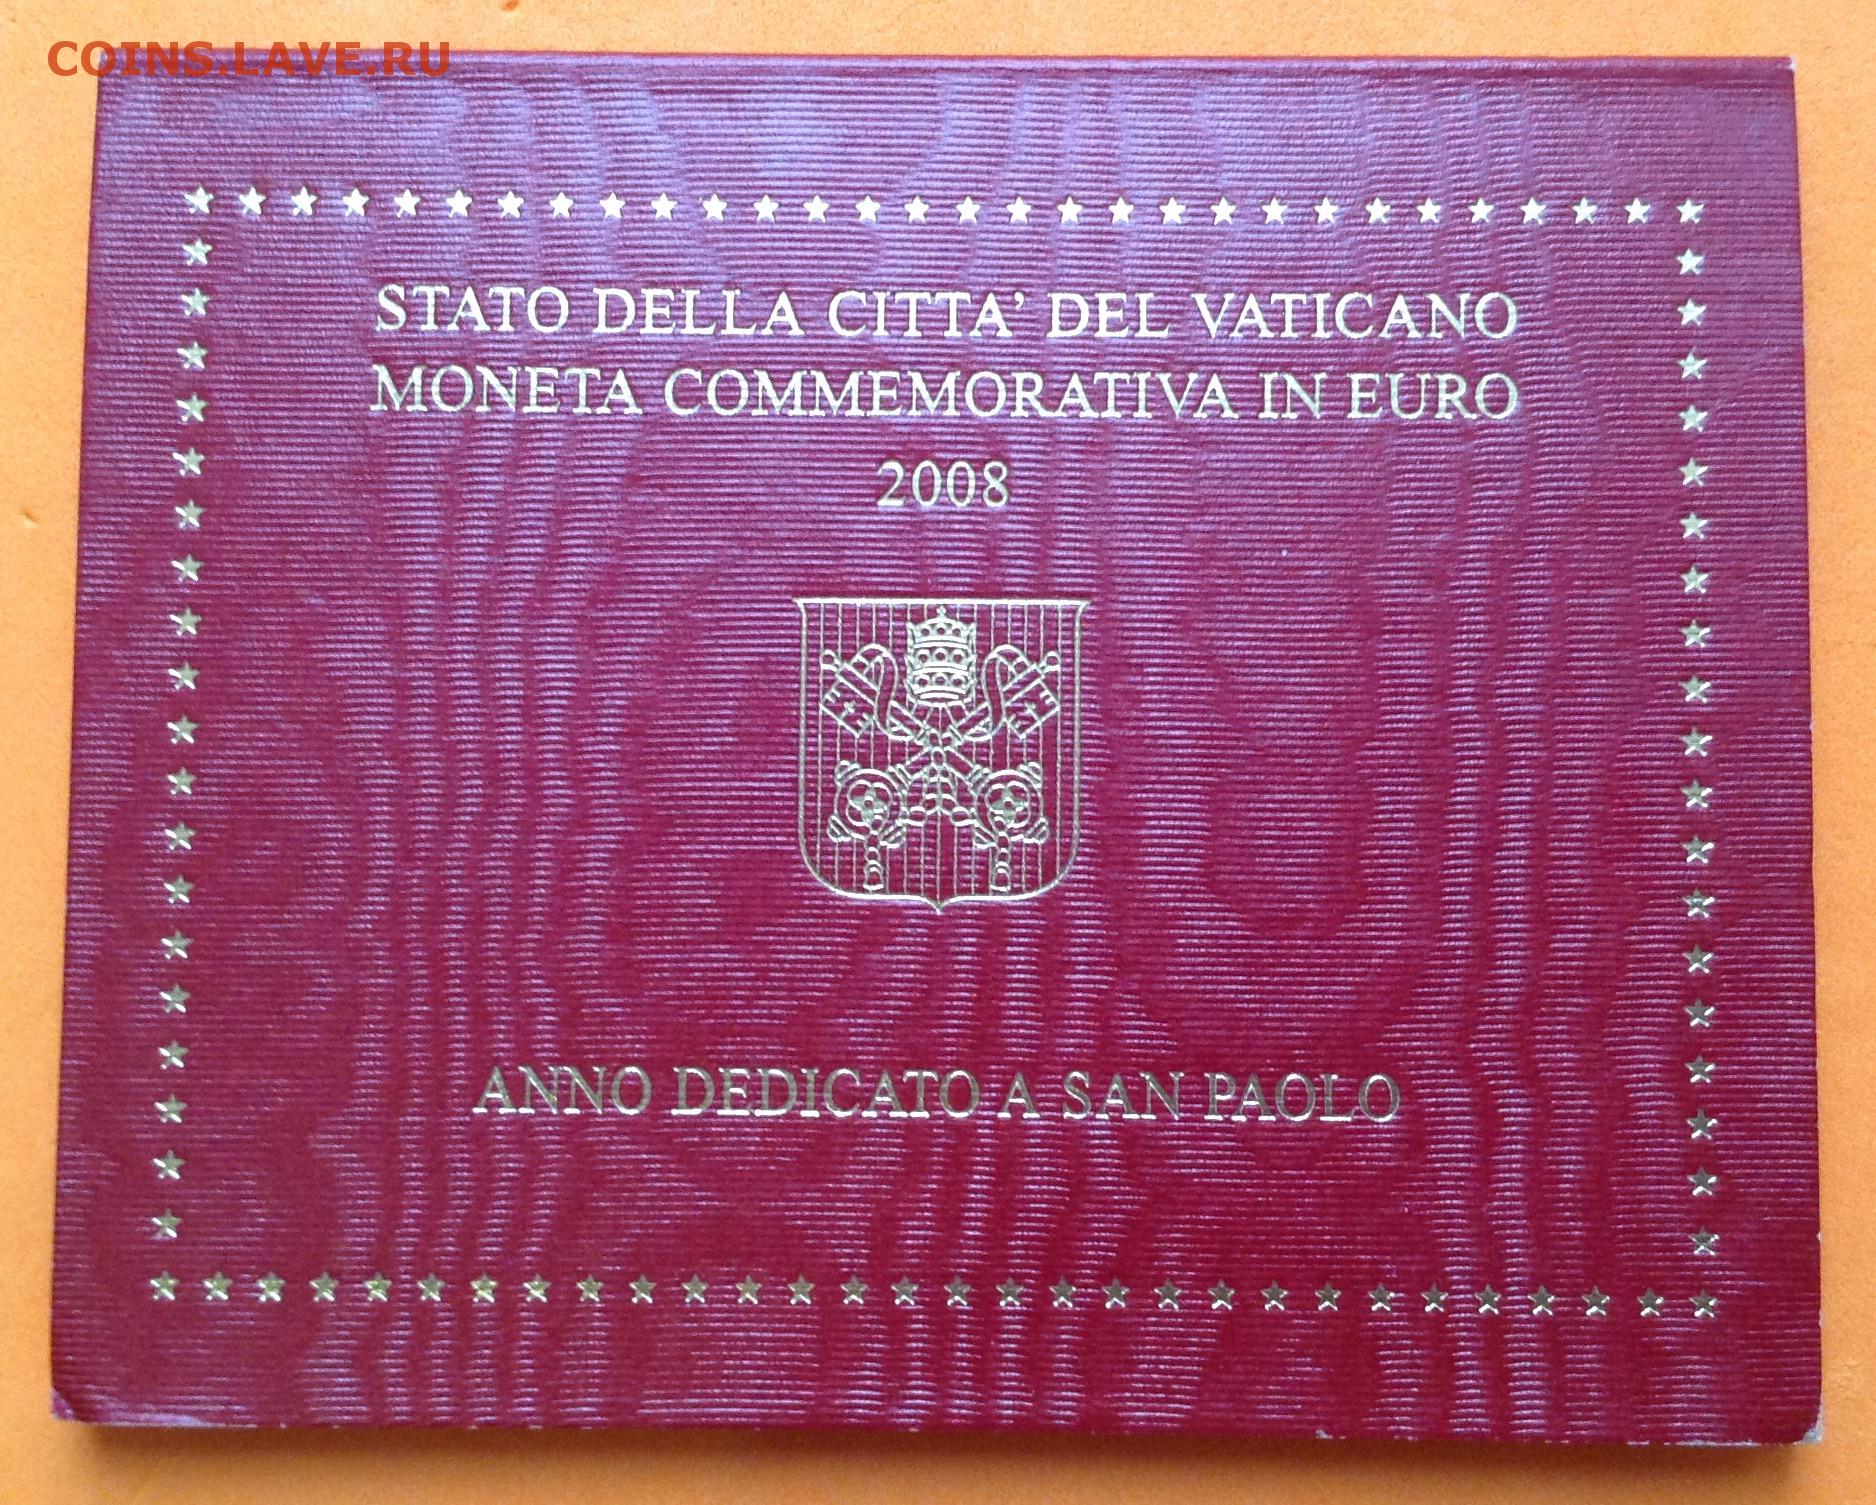 COINS.LAVE.RU
STATO DELLA CITTA' DEL VATICANO
MONETA COMMEMORATIVA IN EURO
2008
ANNO DEDICATO A SAN PAOLO